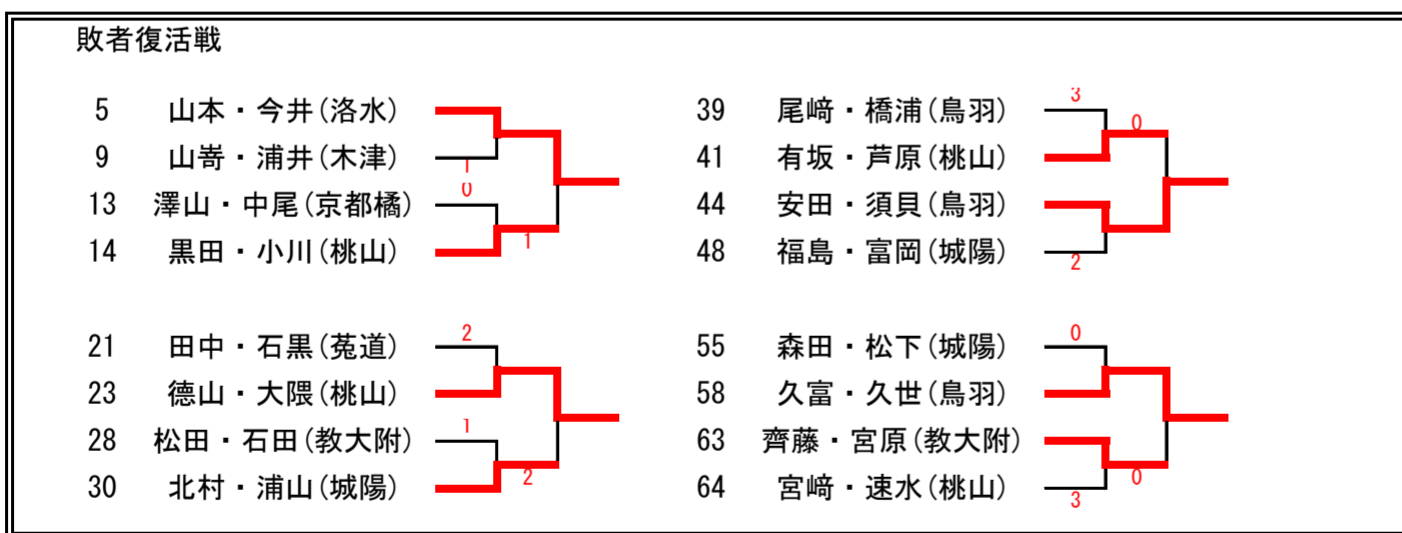 敗者復活戦
5 山本・今井(洛水)
9 山嵜・浦井(木津)
1
0
13 澤山・中尾(京都橘)
14 黒田・小川(桃山)
1
3
39 尾﨑・橋浦(鳥羽)
0
41 有坂・芦原(桃山)
44 安田・須貝(鳥羽)
48 福島・富岡(城陽)
2
2
21 田中・石黒(菟道)
23 德山・大隈(桃山)
1
28 松田・石田(教大附)
30 北村・浦山(城陽)
2
0
55 森田・松下(城陽)
58 久富・久世(鳥羽)
63 齊藤・宮原(教大附)
0
64 宮﨑・速水(桃山)
3